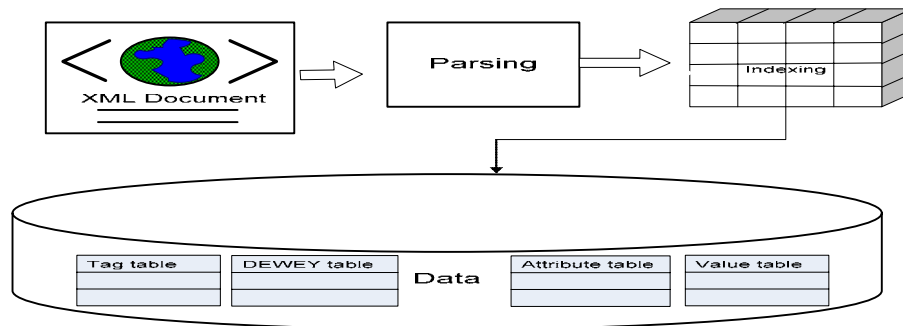 XML Document
Parsing
Indexing
Tag table
DEWEY table
Data
Attribute table
Value table